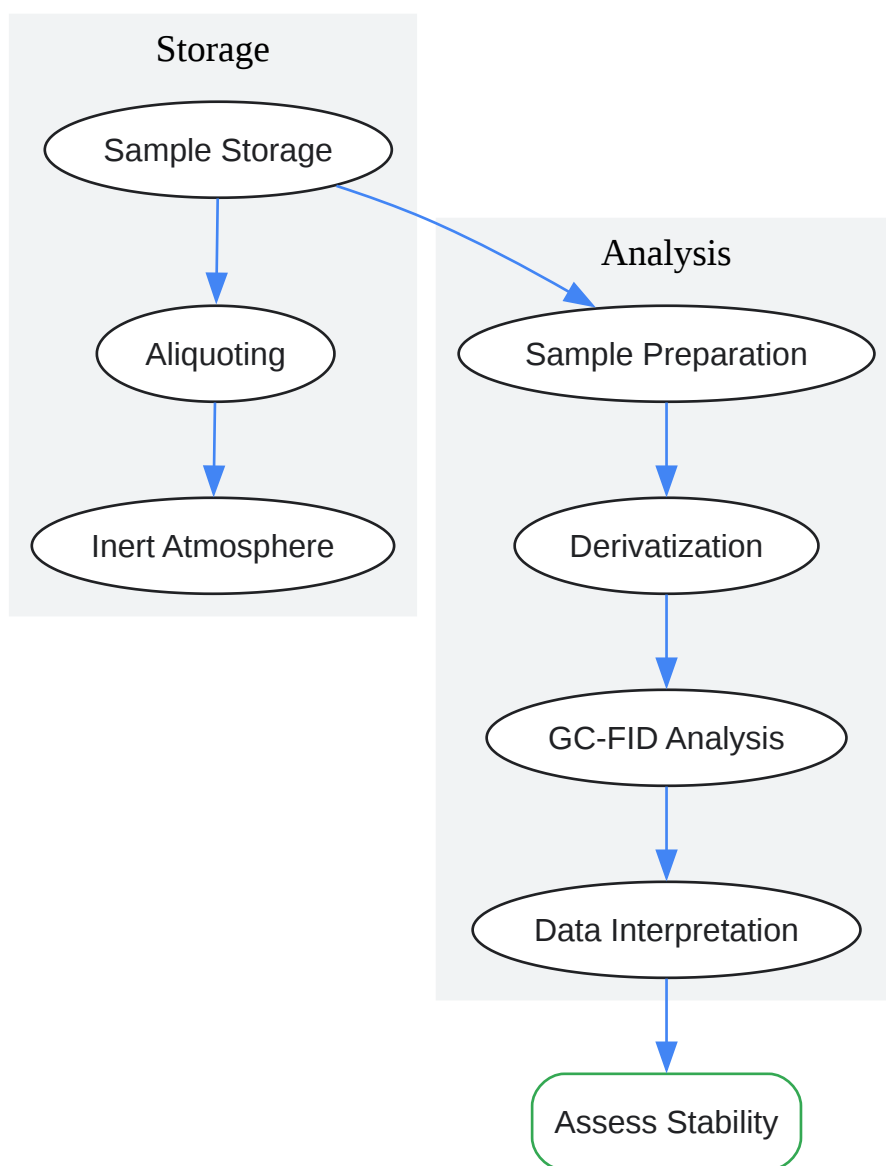 Storage
Sample Storage
Aliquoting
Inert Atmosphere
Analysis
Sample Preparation
Derivatization
GC-FID Analysis
Data Interpretation
Assess Stability